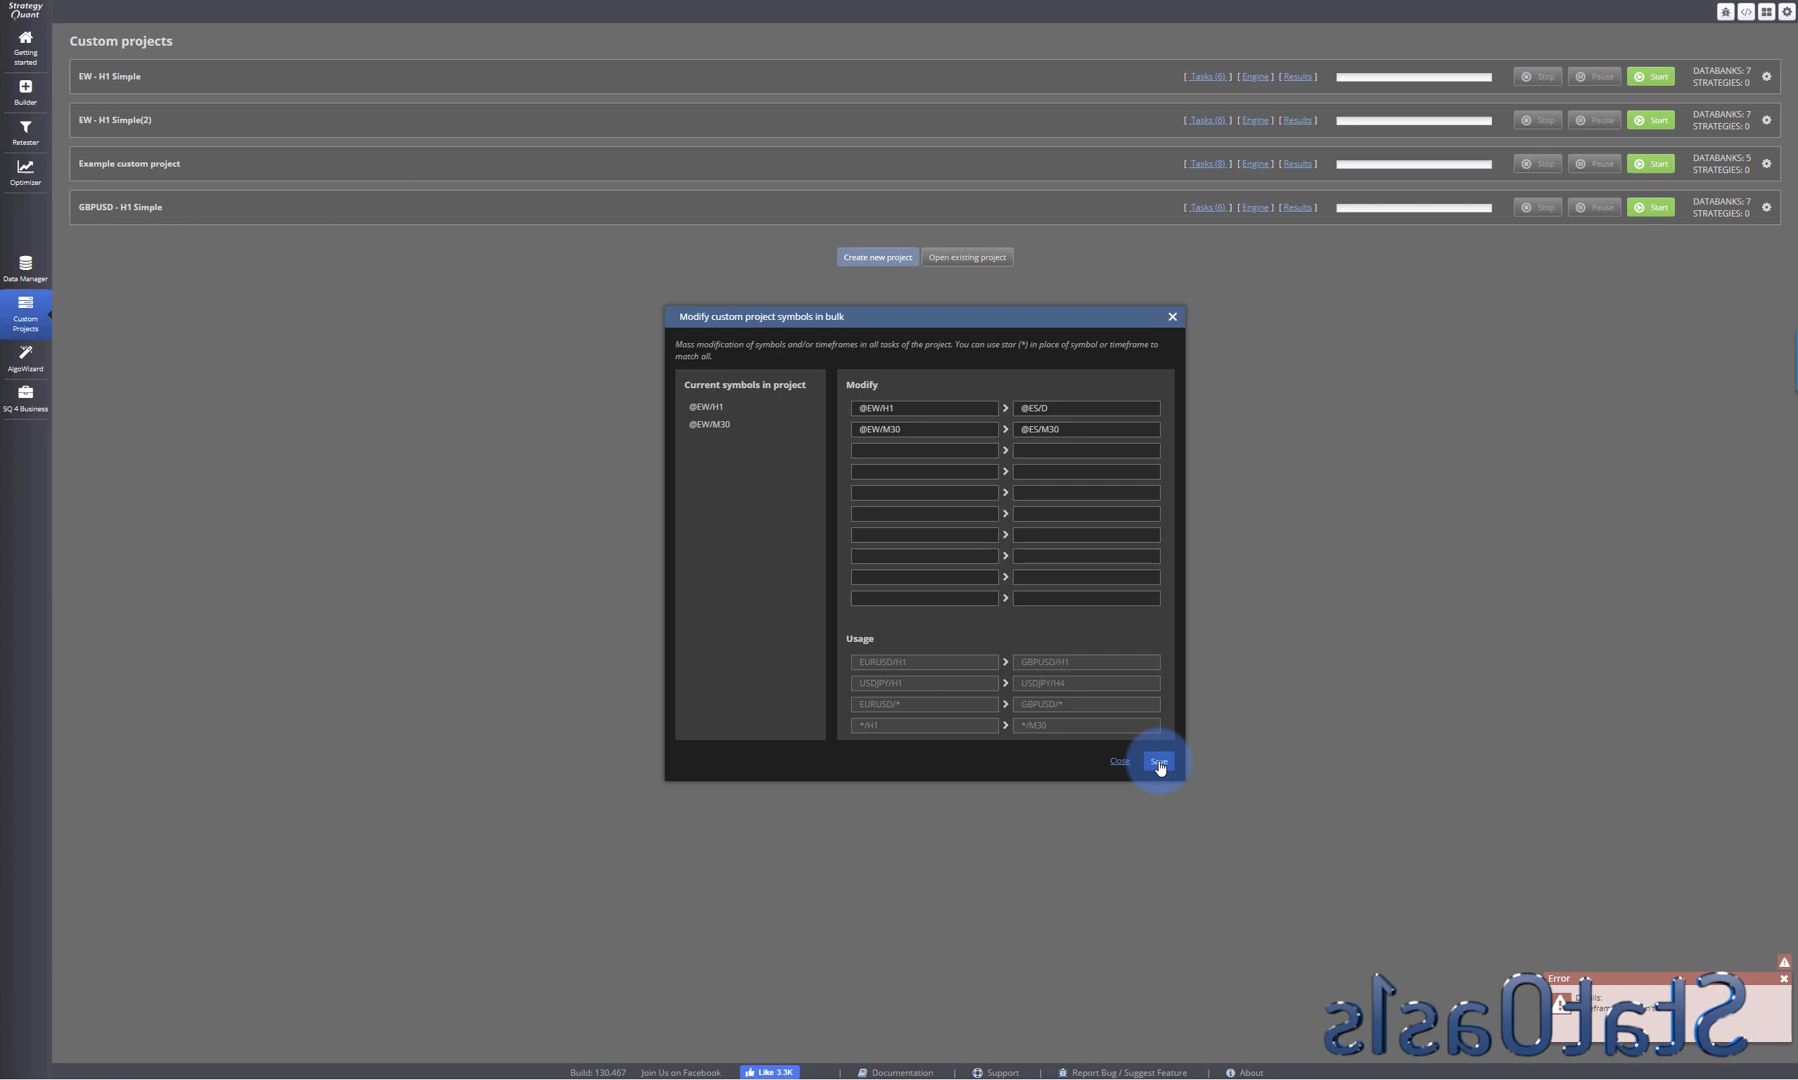 Strategy
Quant
Getting
started
Builder
Retester
Optimizer
Data Manager
Custom
Projects
AlgoWizard
SQ 4 Business
Custom projects
EW - H1 Simple
[ Tasks (6) ] [ Engine ] [ Results ]
Stop
Pause
Start
DATABANKS: 7
STRATEGIES: 0
EW - H1 Simple(2)
[ Tasks (6) ] [ Engine ] [ Results ]
Stop
Pause
Start
DATABANKS: 7
STRATEGIES: 0
Example custom project
[ Tasks (8) ] [ Engine ] [ Results ]
Stop
Pause
Start
DATABANKS: 5
STRATEGIES: 0
GBPUSD - H1 Simple
[ Tasks (6) ] [ Engine ] [ Results ]
Stop
Pause
Start
DATABANKS: 7
STRATEGIES: 0
Create new project
Open existing project
Modify custom project symbols in bulk
Mass modification of symbols and/or timeframes in all tasks of the project. You can use star (*) in place of symbol or timeframe to
match all.
Current symbols in project
@EW/H1
@EW/M30
Modify
@EW/H1 @ES/D
@EW/M30 @ES/M30
Usage
EURUSD/H1 GBPUSD/H1
USDJPY/H1 USDJPY/H4
EURUSD/* GBPUSD/*
*/H1 */M30
Close
Save
Error
StatOasis
Build: 130.467
Join Us on Facebook
Like 3.3K
Documentation
Support
Report Bug / Suggest Feature
About